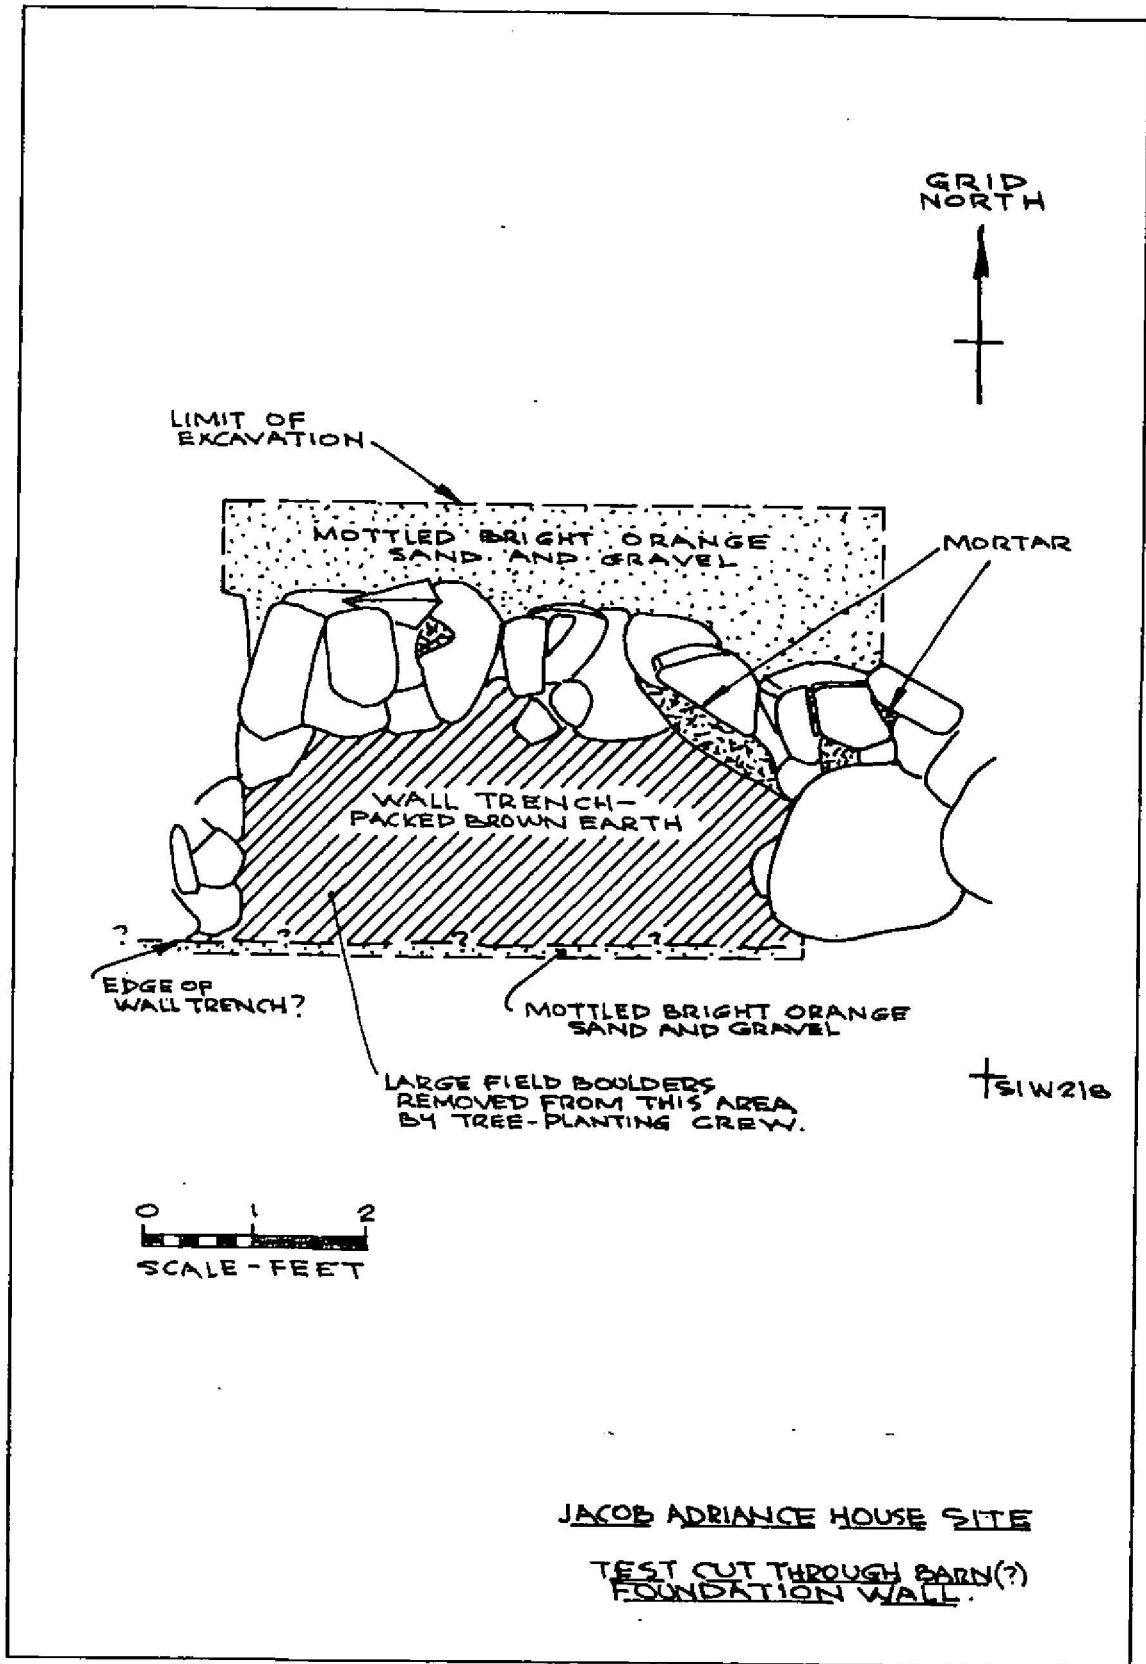 GRID
NORTH
LIMIT OF
EXCAVATION
MOTTLED BRIGHT ORANGE
SAND AND GRAVEL
MORTAR
WALL TRENCH-
PACKED BROWN EARTH
? ? ? ?
EDGE OF
WALL TRENCH?
MOTTLED BRIGHT ORANGE
SAND AND GRAVEL
LARGE FIELD BOULDERS
REMOVED FROM THIS AREA
BY TREE-PLANTING CREW.
S1W218
0 1 2
SCALE-FEET
JACOB ADRIANCE HOUSE SITE
TEST CUT THROUGH BARN(?)
FOUNDATION WALL.